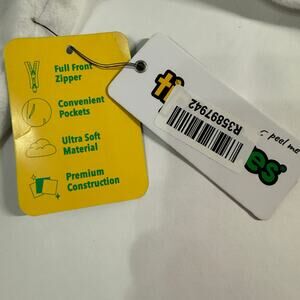 Full Front
Zipper
Convenient
Pockets
Ultra Soft
Material
Premium
Construction
R35897942
peel me